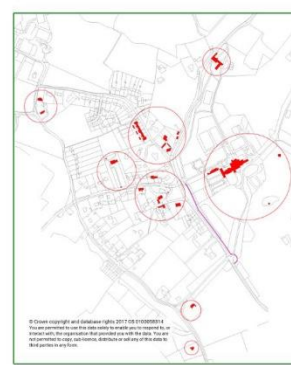 © Crown copyright and database rights 2017 OS 0100058314
You are permitted to use this data solely to enable you to respond to, or
interact with, the organisation that provided you with the data. You are
not permitted to copy, sub-licence, distribute or sell any of this data to
third parties in any form.